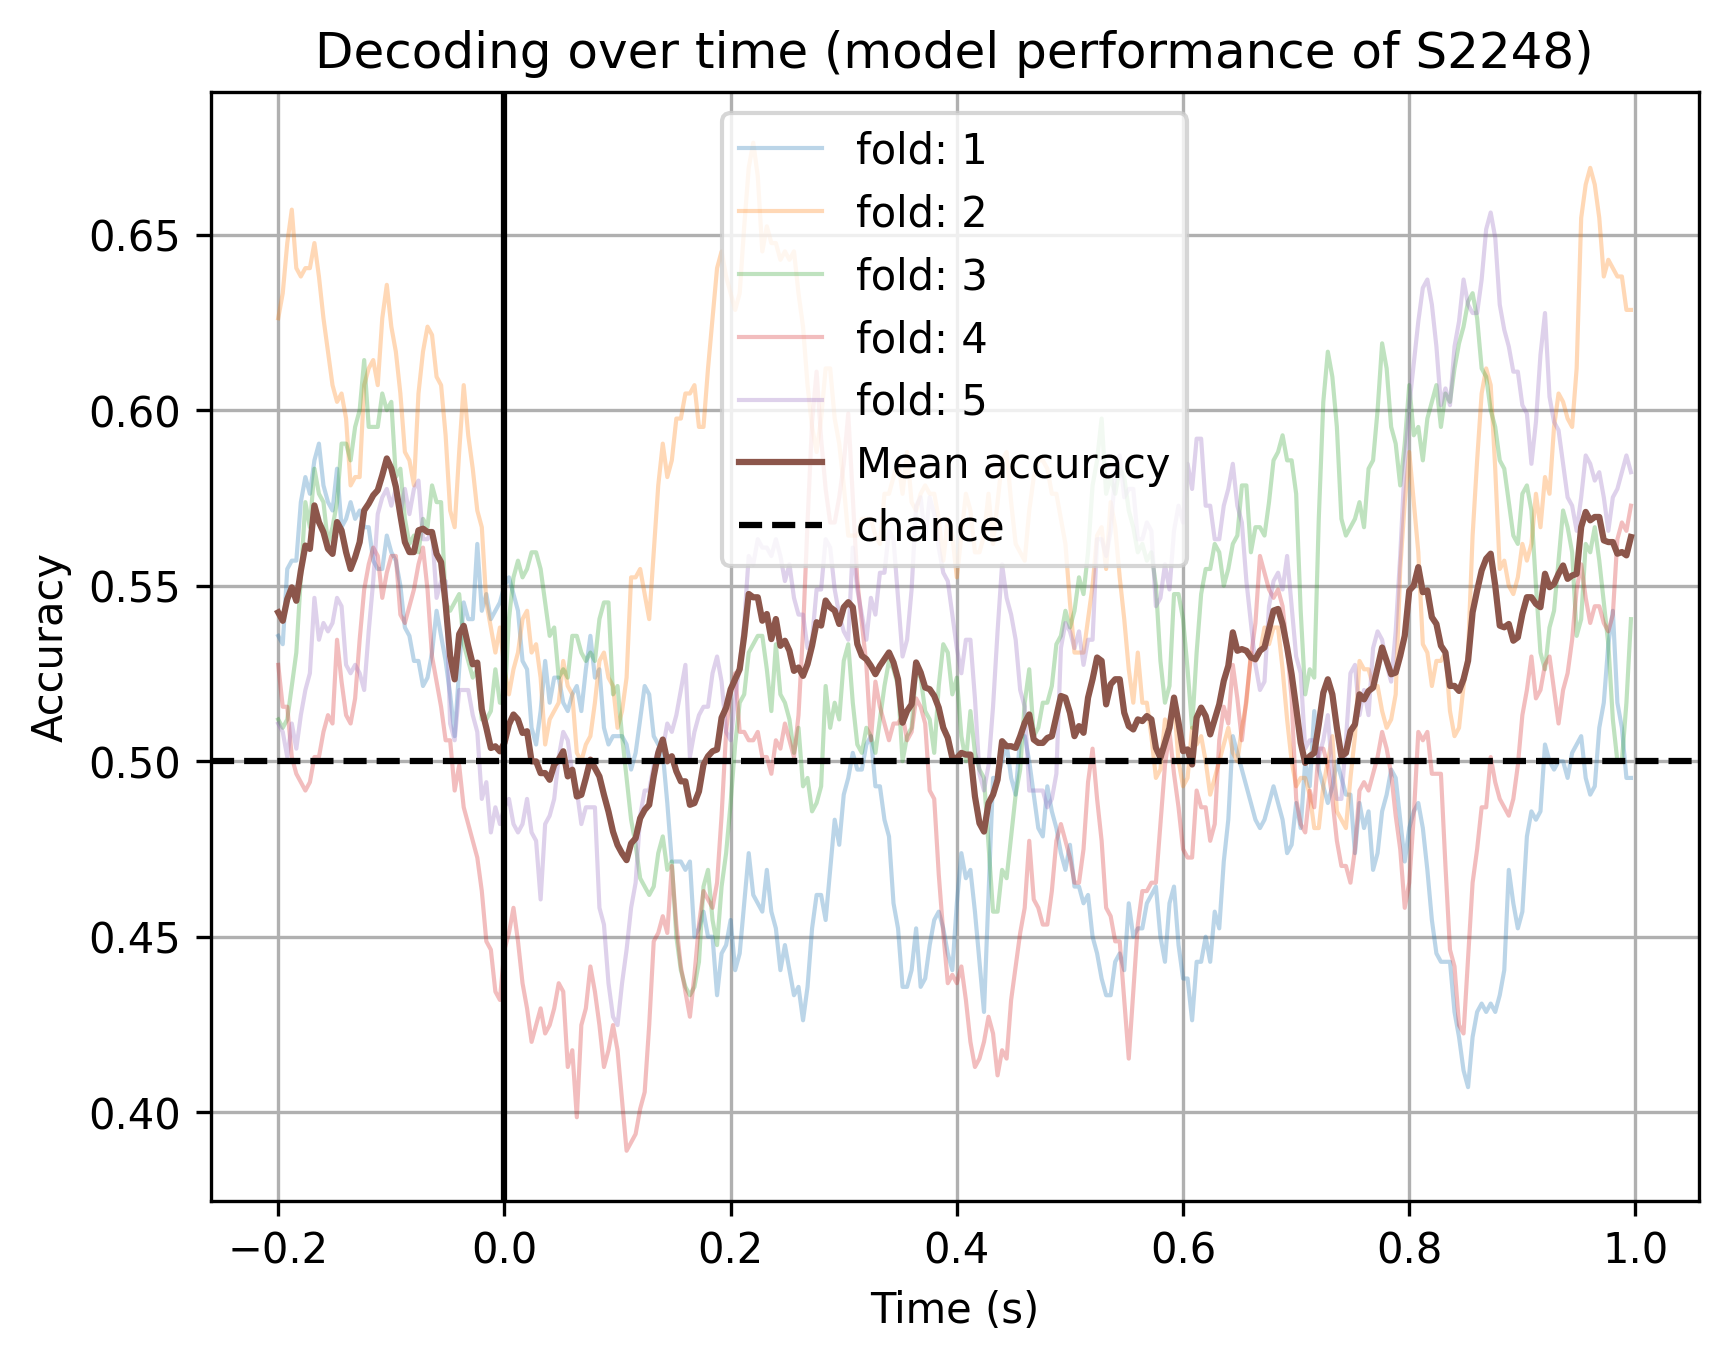 Decoding over time (model performance of S2248)
fold: 1
fold: 2
fold: 3
fold: 4
fold: 5
Mean accuracy
chance
Accuracy
0.65
0.60
0.55
0.50
0.45
0.40
−0.2 0.0 0.2 0.4 0.6 0.8 1.0
Time (s)